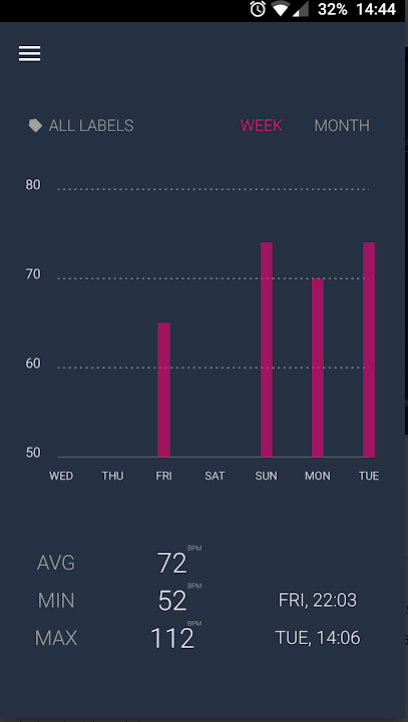 32% 14:44
ALL LABELS WEEK MONTH
80
70
60
50
WED THU FRI SAT SUN MON TUE
AVG 72 BPM
MIN 52 BPM FRI, 22:03
MAX 112 BPM TUE, 14:06